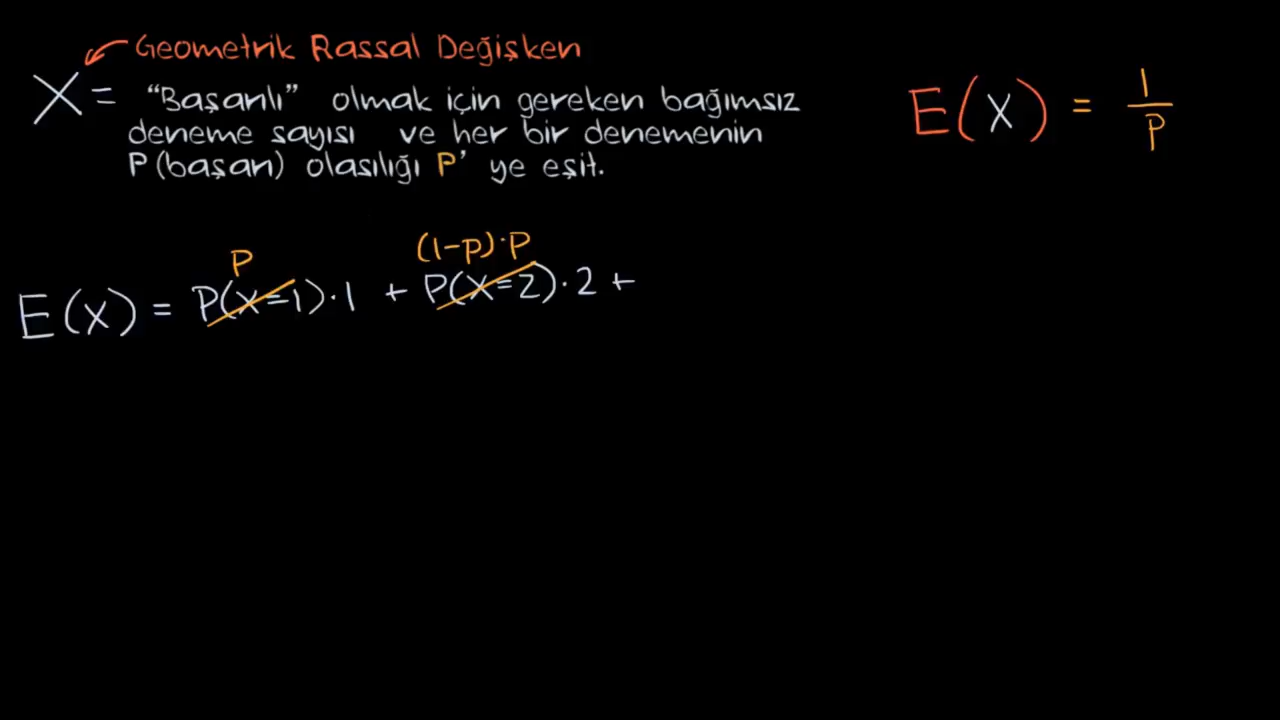 Geometrik Rassal Değişken
X = "Başarılı" olmak için gereken bağımsız
deneme sayısı ve her bir denemenin
P (başarı) olasılığı P' ye eşit.
E(X) = 1/P
P (1-p)·P
E(X) = P(X=1)·1 + P(X=2)·2 +